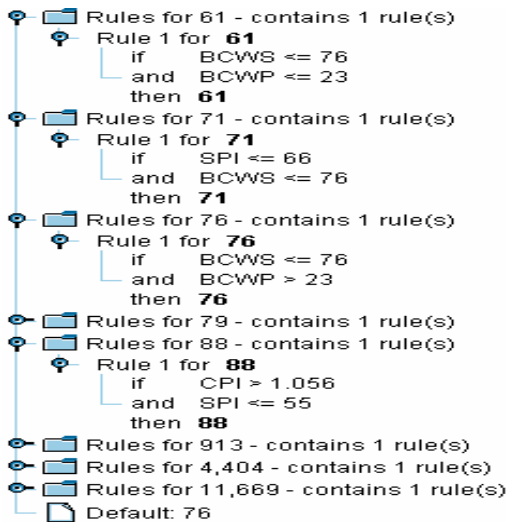 Rules for 61 - contains 1 rule(s)
Rule 1 for 61
if BCWS <= 76
and BCWP <= 23
then 61
Rules for 71 - contains 1 rule(s)
Rule 1 for 71
if SPI <= 66
and BCWS <= 76
then 71
Rules for 76 - contains 1 rule(s)
Rule 1 for 76
if BCWS <= 76
and BCWP > 23
then 76
Rules for 79 - contains 1 rule(s)
Rules for 88 - contains 1 rule(s)
Rule 1 for 88
if CPI > 1.056
and SPI <= 55
then 88
Rules for 913 - contains 1 rule(s)
Rules for 4,404 - contains 1 rule(s)
Rules for 11,669 - contains 1 rule(s)
Default: 76